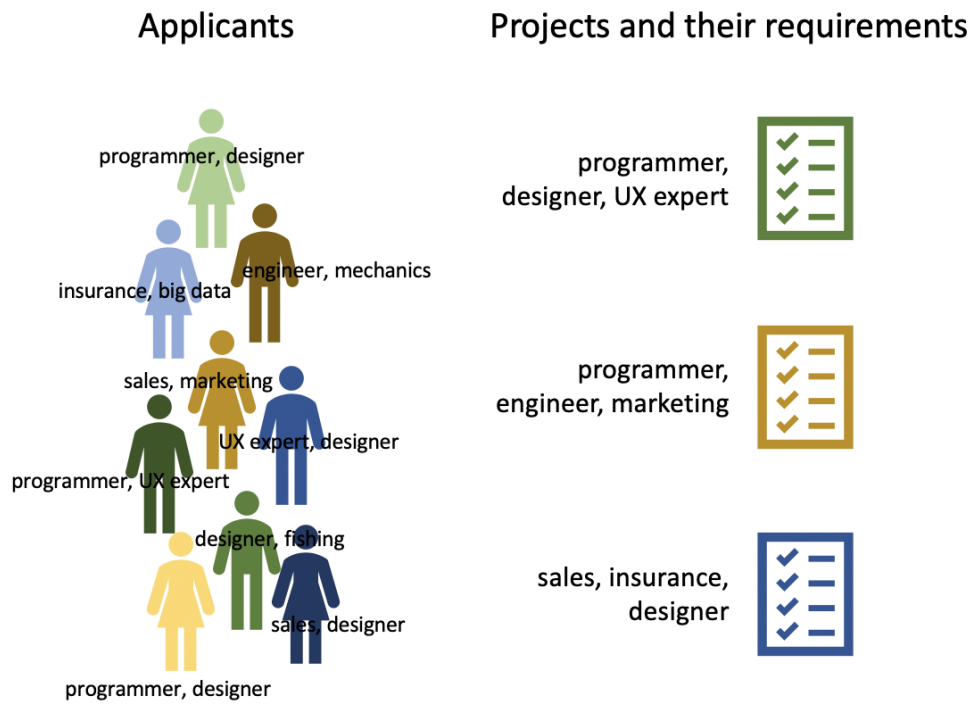 Applicants
Projects and their requirements
programmer, designer
engineer, mechanics
insurance, big data
sales, marketing
UX expert, designer
programmer, UX expert
designer, fishing
sales, designer
programmer, designer
programmer,
designer, UX expert
programmer,
engineer, marketing
sales, insurance,
designer